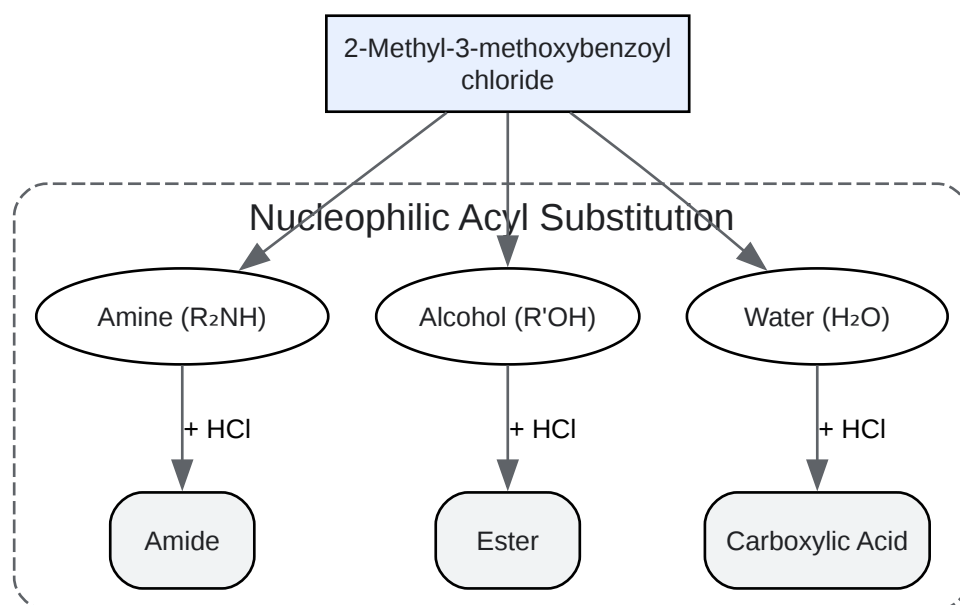 2-Methyl-3-methoxybenzoyl
chloride
Nucleophilic Acyl Substitution
Amine (R₂NH)
Alcohol (R'OH)
Water (H₂O)
+ HCl
+ HCl
+ HCl
Amide
Ester
Carboxylic Acid